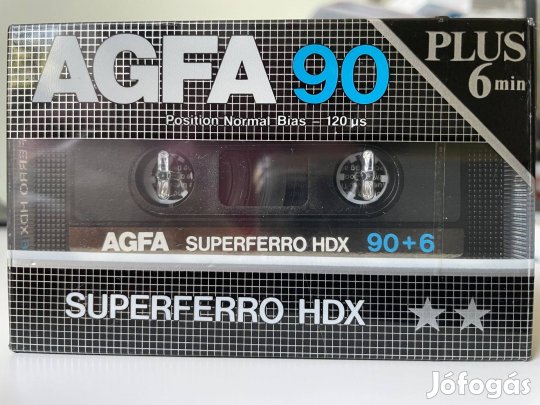 AGFA 90
PLUS
6 min
Position Normal Bias – 120 µs
AGFA SUPERFERRO HDX 90+6
SUPERFERRO HDX
Jófogás